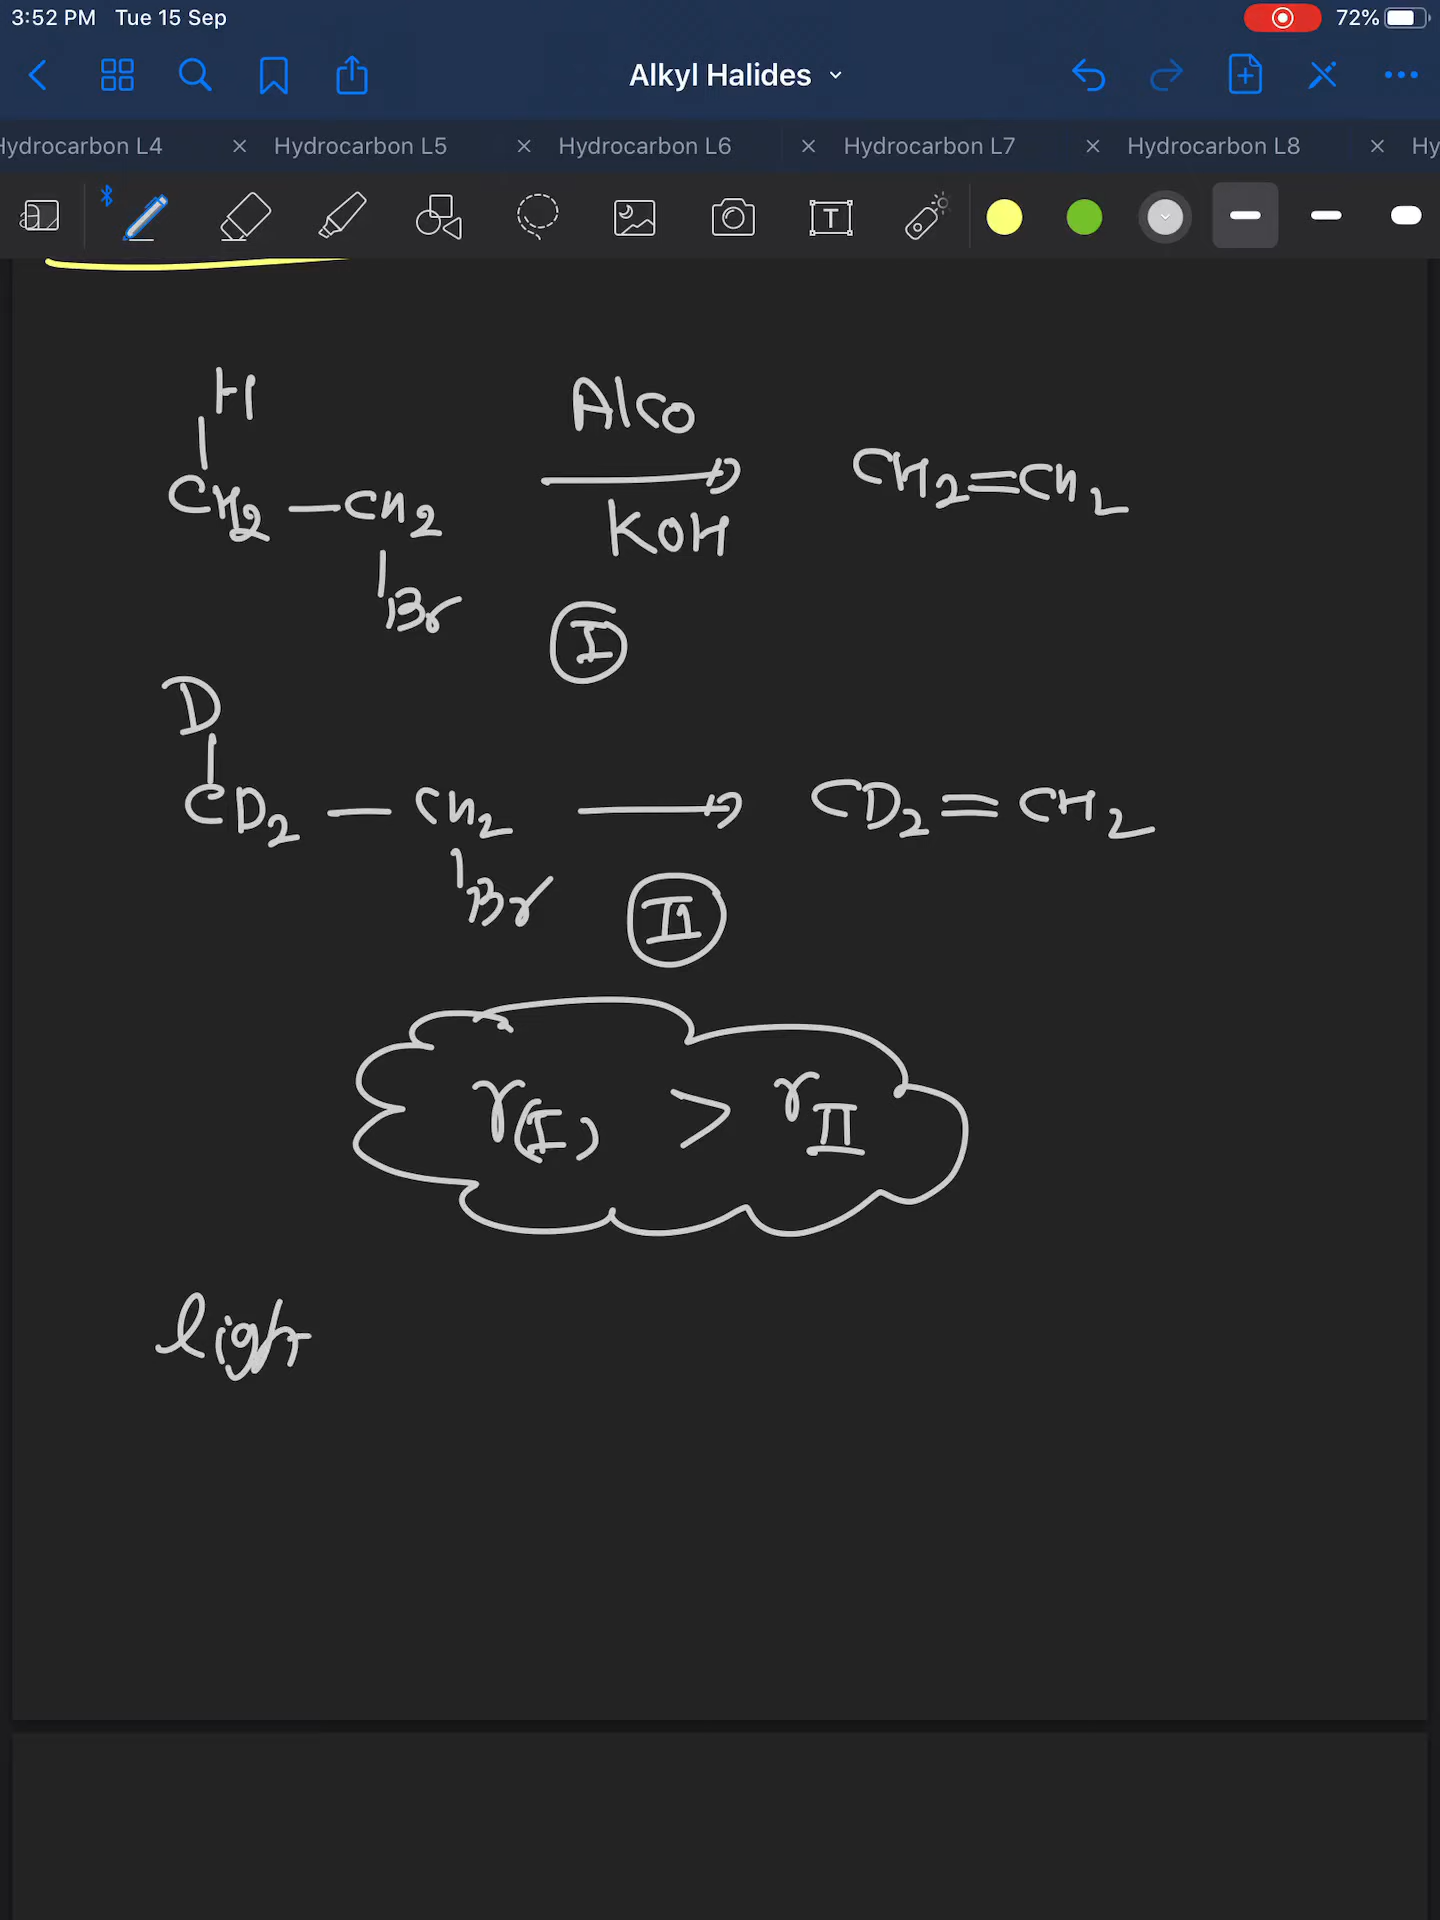 3:52 PM Tue 15 Sep 72%
Alkyl Halides
Hydrocarbon L4 × Hydrocarbon L5 × Hydrocarbon L6 × Hydrocarbon L7 × Hydrocarbon L8 × Hy
H
Alco
CH2 — CH2 CH2=CH2
KOH
Br
I
D
CD2 — CH2 → CD2=CH2
Br
II
r(I) > rII
light